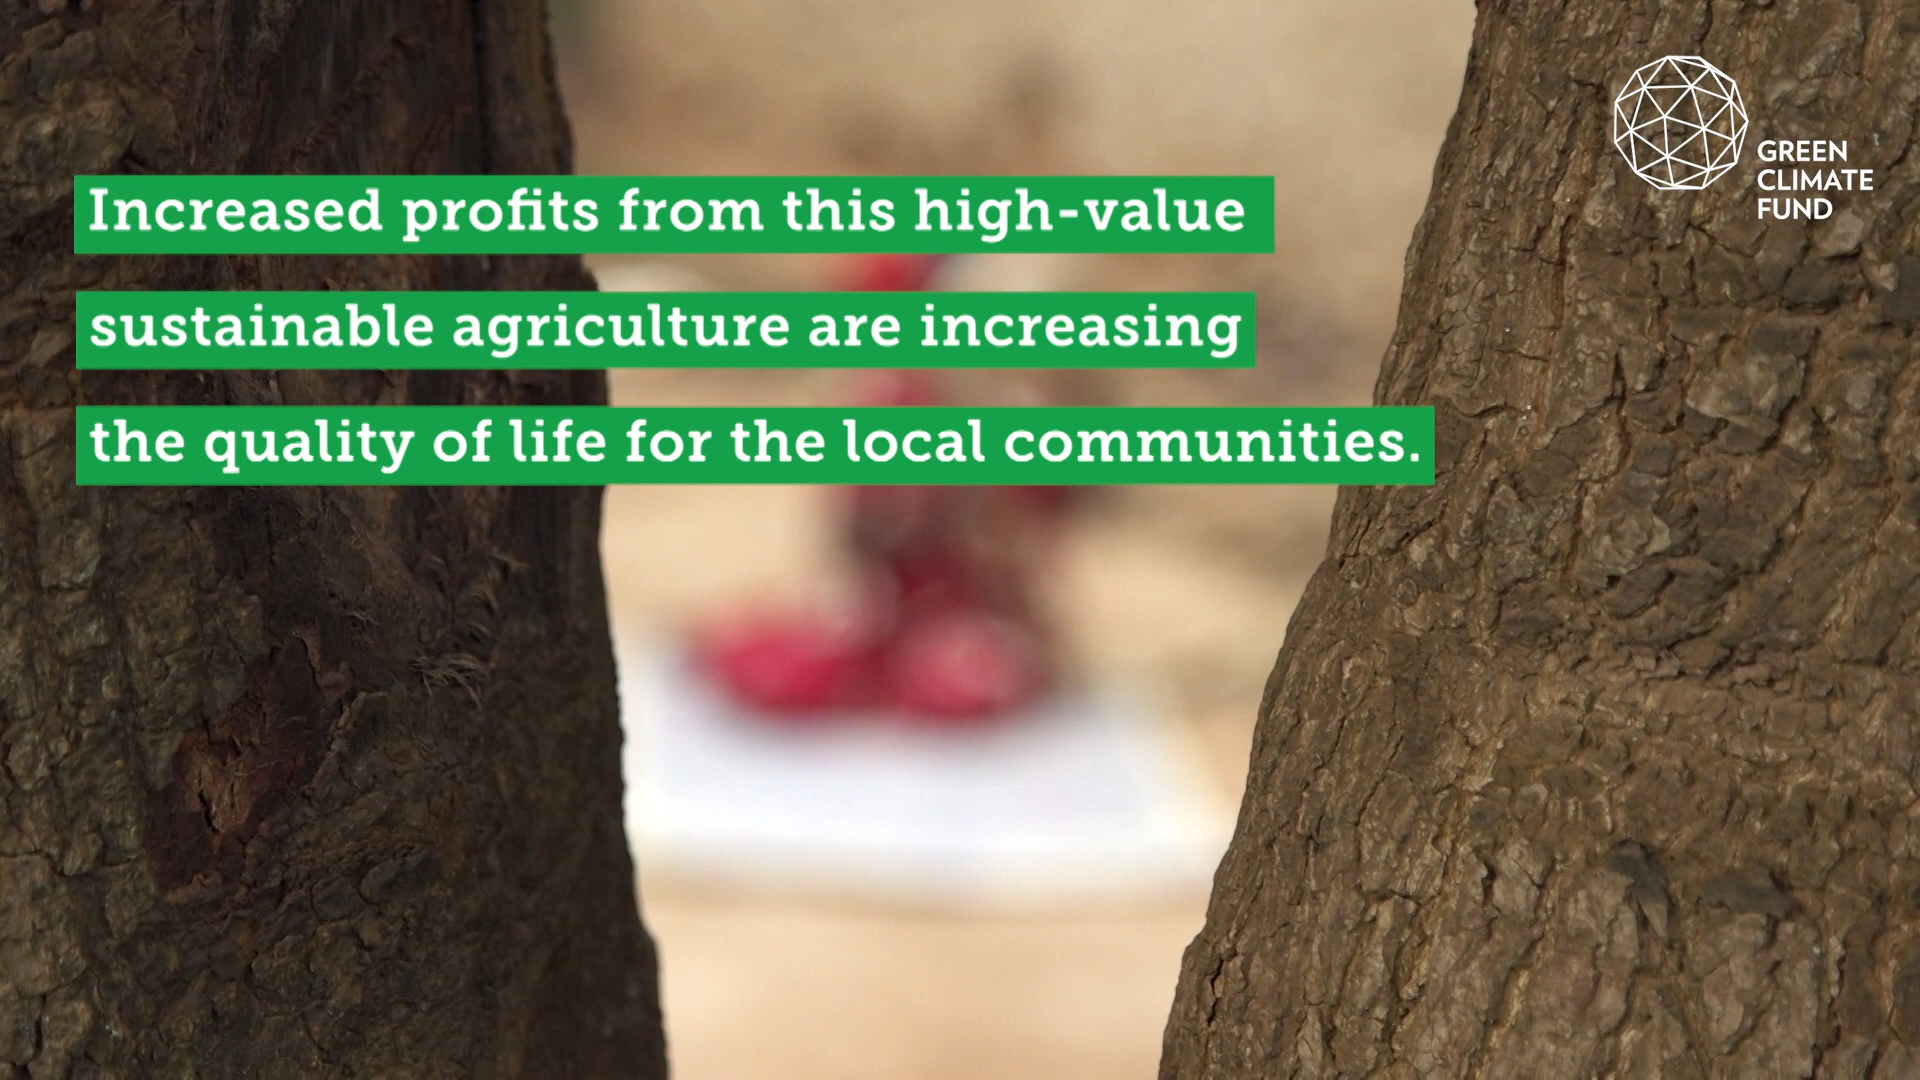 Increased profits from this high-value
sustainable agriculture are increasing
the quality of life for the local communities.
GREEN
CLIMATE
FUND